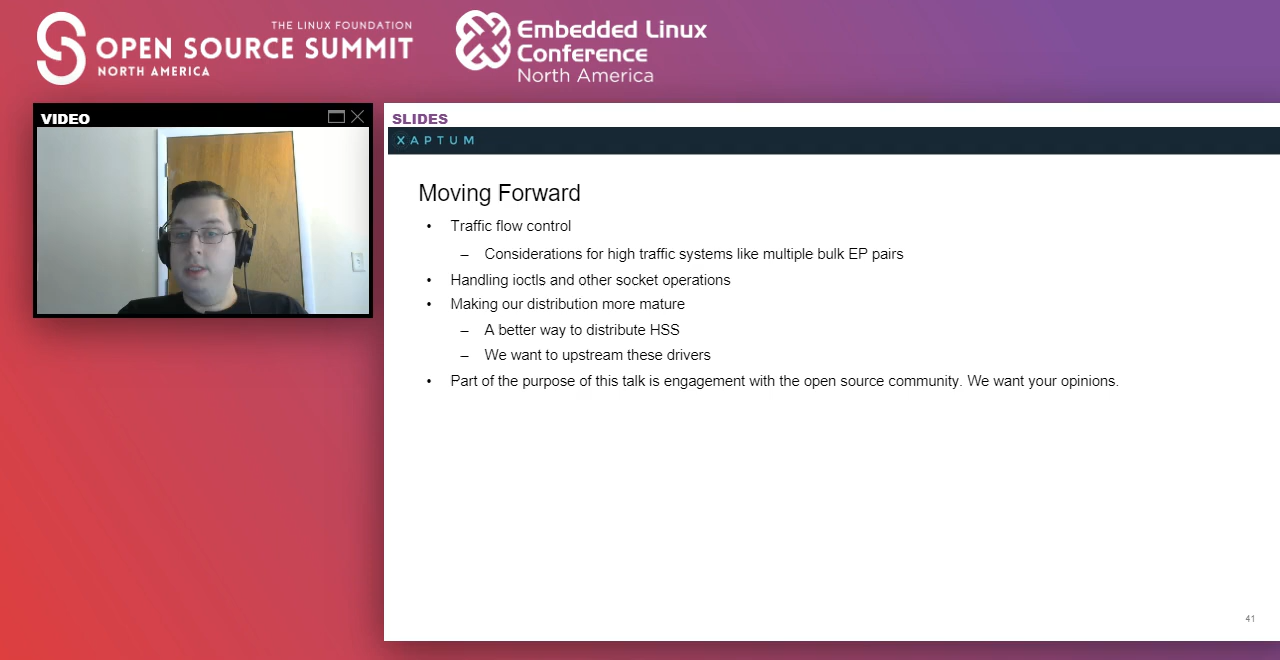 THE LINUX FOUNDATION
OPEN SOURCE SUMMIT
NORTH AMERICA
Embedded Linux
Conference
North America
VIDEO
SLIDES
XAPTUM
Moving Forward
• Traffic flow control
– Considerations for high traffic systems like multiple bulk EP pairs
• Handling ioctls and other socket operations
• Making our distribution more mature
– A better way to distribute HSS
– We want to upstream these drivers
• Part of the purpose of this talk is engagement with the open source community. We want your opinions.
41